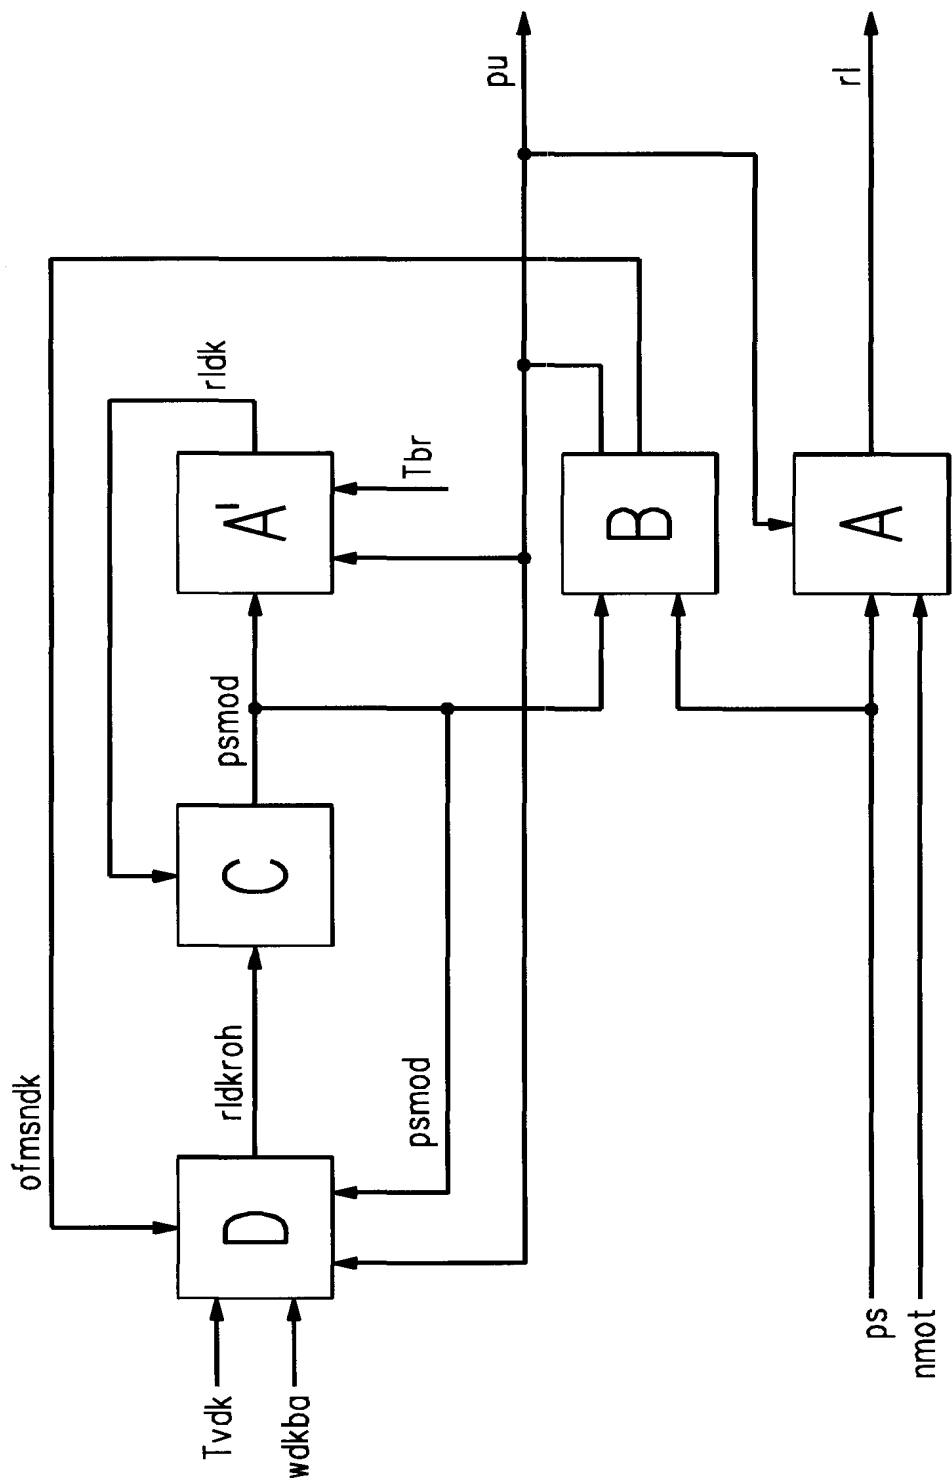 ofmsndk
Tvdk
wdkba
D
rldkroh
psmod
C
psmod
A'
rldk
Tbr
pu
B
ps
nmot
A
rl